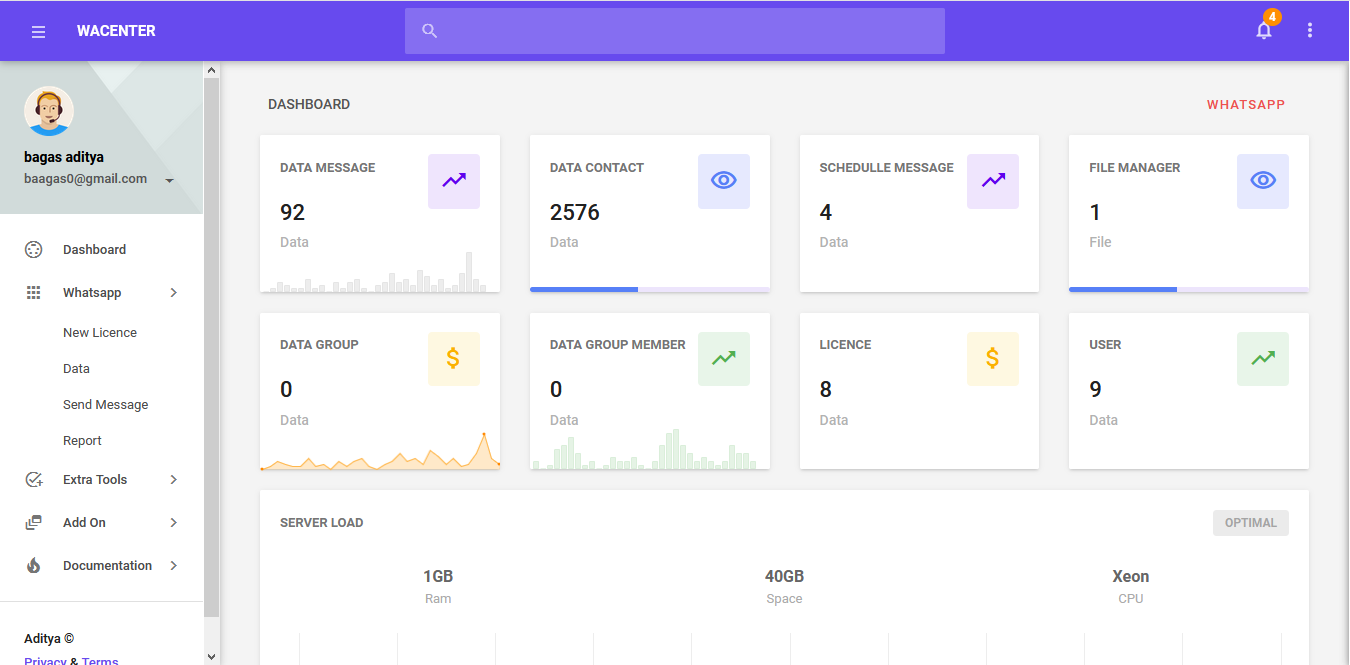 WACENTER
4
bagas aditya
baagas0@gmail.com
Dashboard
Whatsapp
New Licence
Data
Send Message
Report
Extra Tools
Add On
Documentation
Aditya ©
Privacy & Terms
DASHBOARD
WHATSAPP
DATA MESSAGE
92
Data
DATA CONTACT
2576
Data
SCHEDULLE MESSAGE
4
Data
FILE MANAGER
1
File
DATA GROUP
0
Data
DATA GROUP MEMBER
0
Data
LICENCE
8
Data
USER
9
Data
SERVER LOAD
OPTIMAL
1GB
Ram
40GB
Space
Xeon
CPU